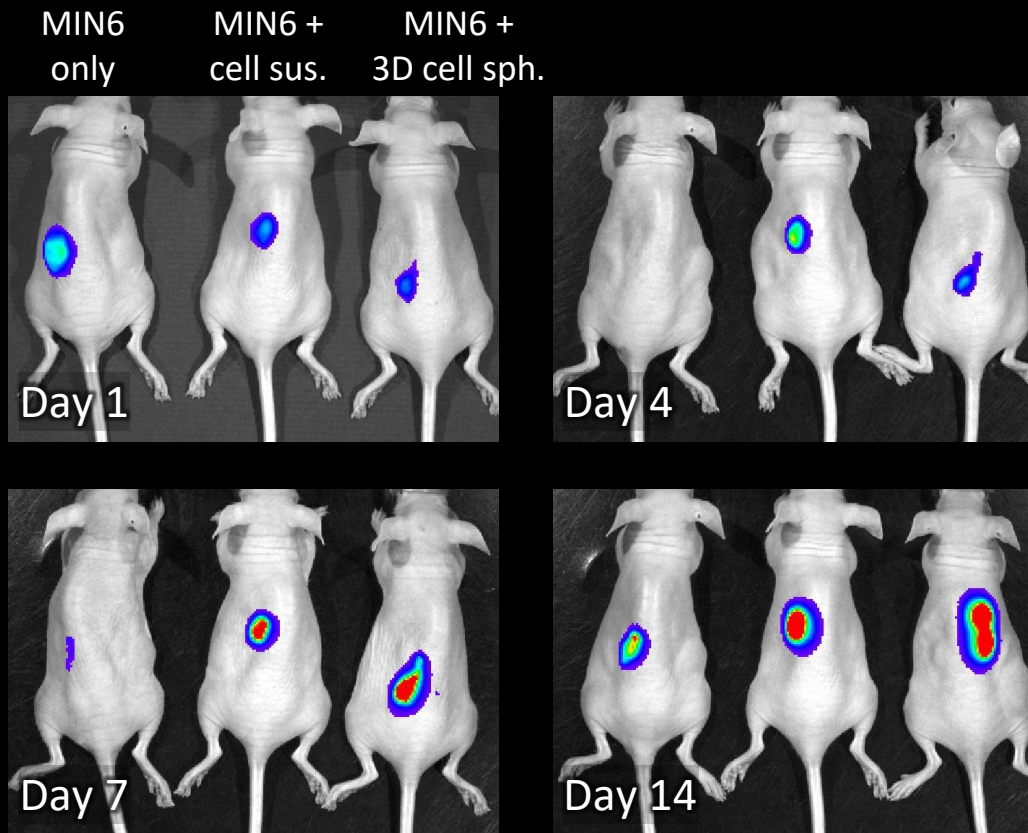 MIN6
only
MIN6 +
cell sus.
MIN6 +
3D cell sph.
Day 1
Day 4
Day 7
Day 14